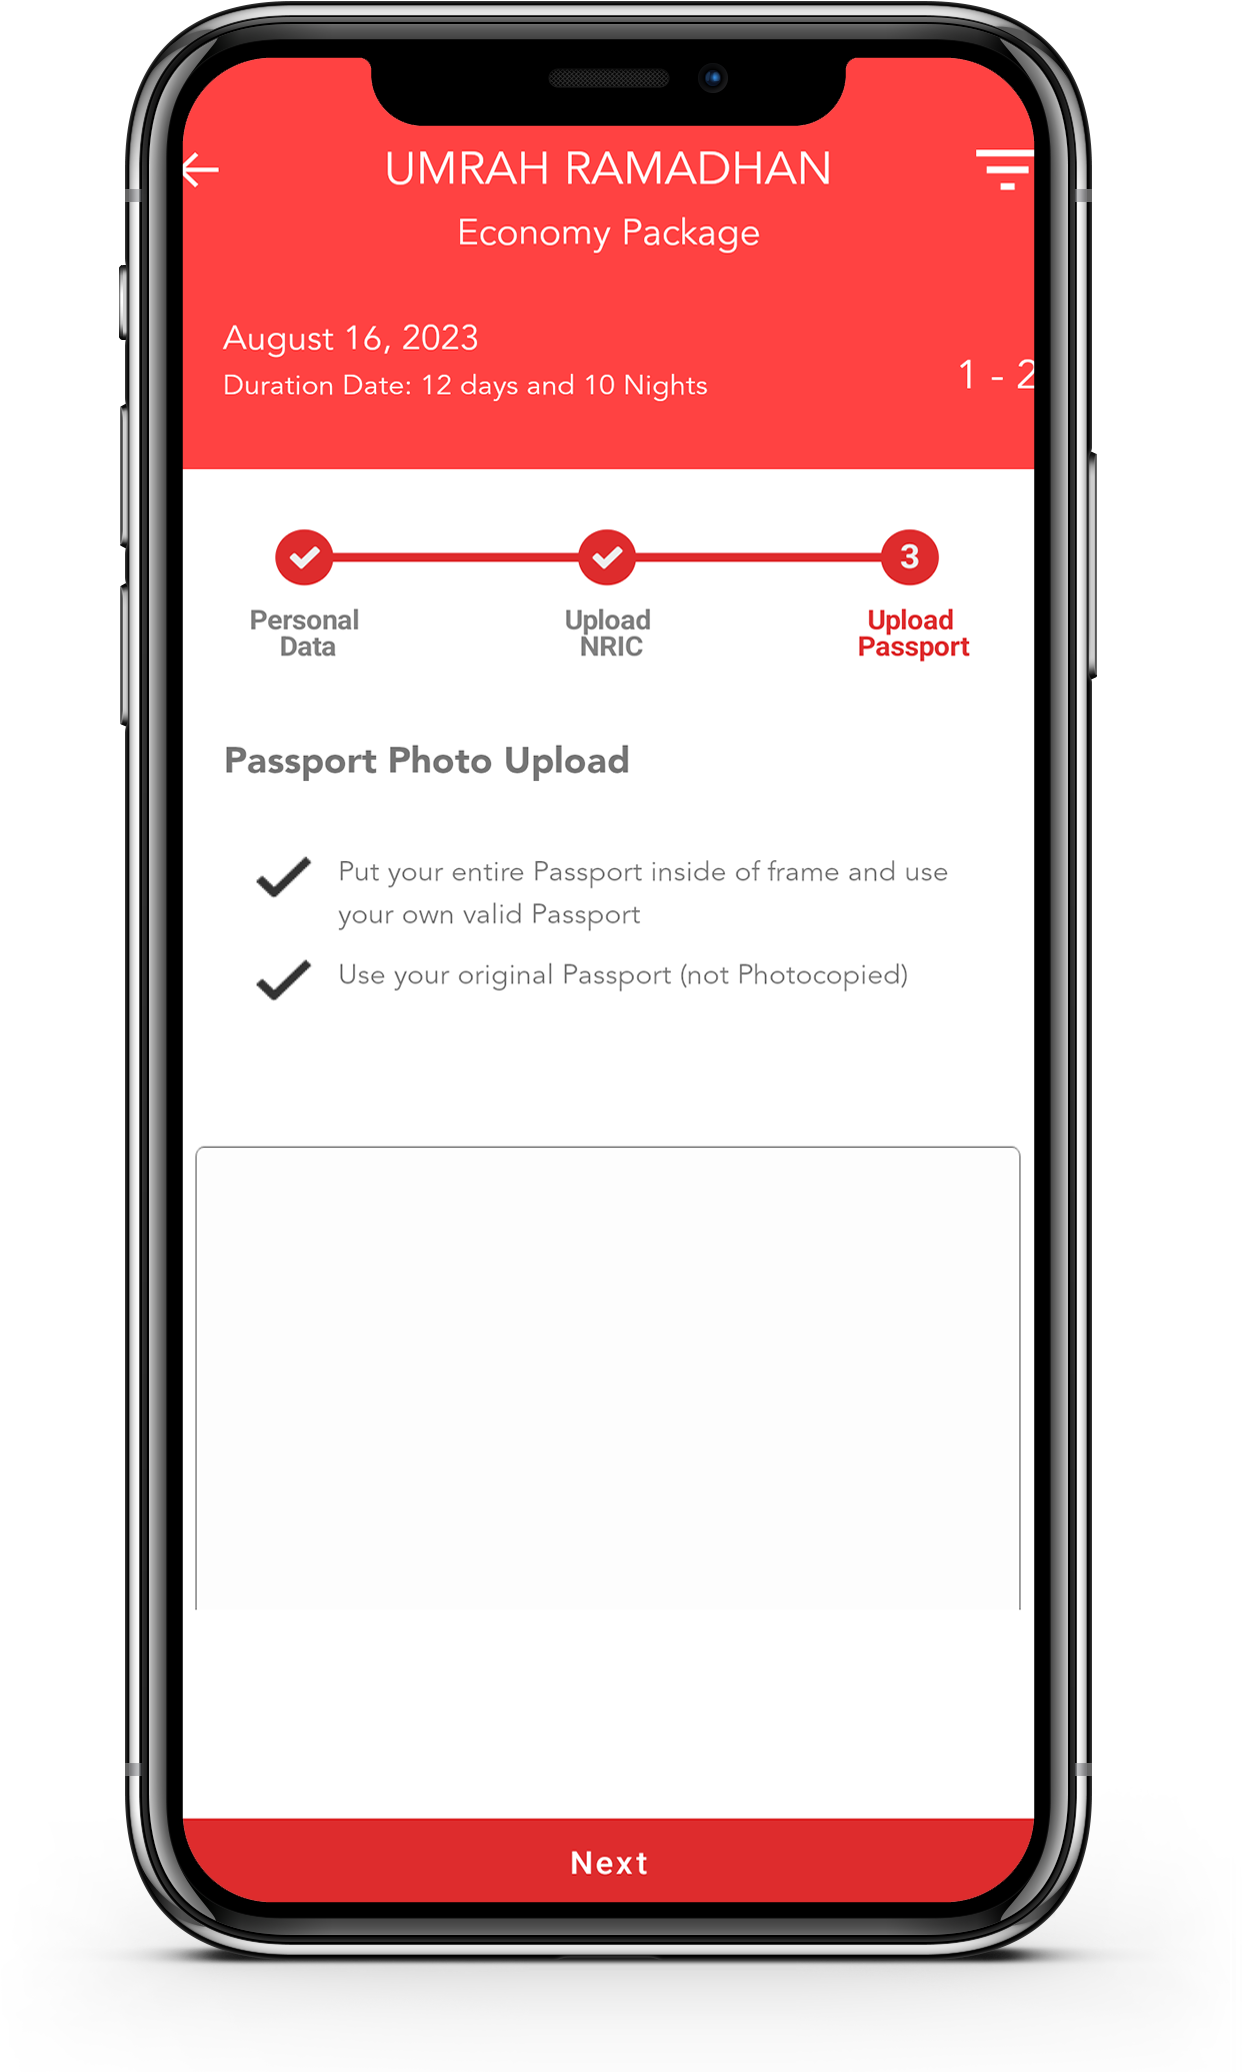 UMRAH RAMADHAN
Economy Package
August 16, 2023
Duration Date: 12 days and 10 Nights
1 - 2
3
Personal
Data
Upload
NRIC
Upload
Passport
Passport Photo Upload
Put your entire Passport inside of frame and use
your own valid Passport
Use your original Passport (not Photocopied)
Next